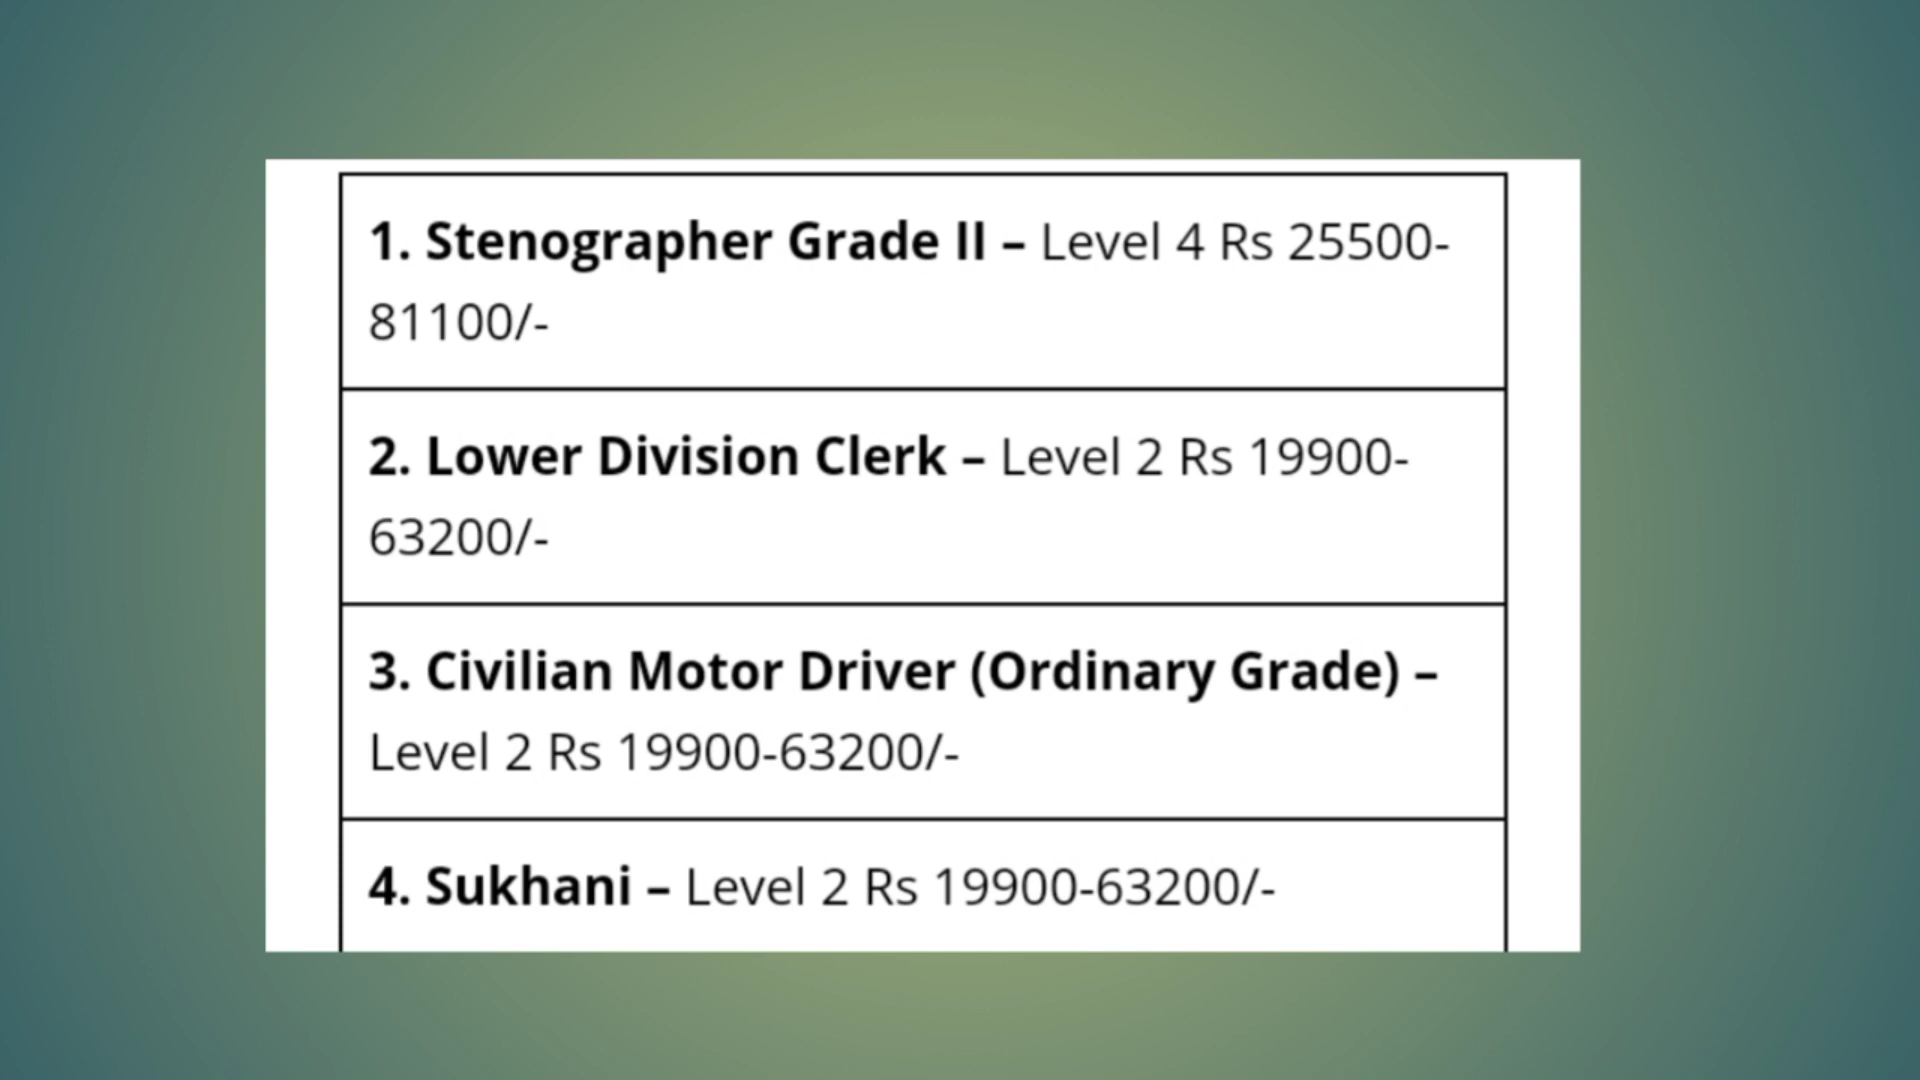 1. Stenographer Grade II – Level 4 Rs 25500-
81100/-
2. Lower Division Clerk – Level 2 Rs 19900-
63200/-
3. Civilian Motor Driver (Ordinary Grade) –
Level 2 Rs 19900-63200/-
4. Sukhani – Level 2 Rs 19900-63200/-